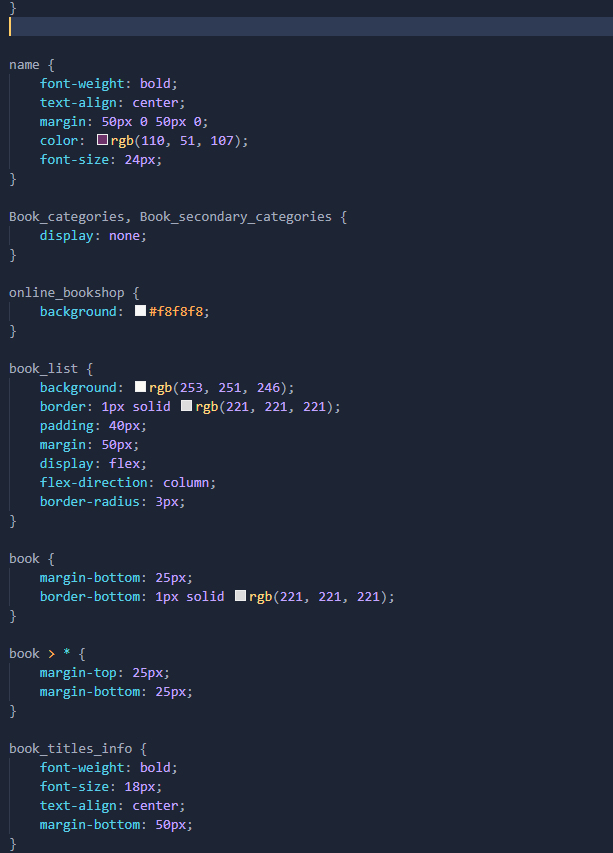 }
name {
    font-weight: bold;
    text-align: center;
    margin: 50px 0 50px 0;
    color: rgb(110, 51, 107);
    font-size: 24px;
}
Book_categories, Book_secondary_categories {
    display: none;
}
online_bookshop {
    background: #f8f8f8;
}
book_list {
    background: rgb(253, 251, 246);
    border: 1px solid rgb(221, 221, 221);
    padding: 40px;
    margin: 50px;
    display: flex;
    flex-direction: column;
    border-radius: 3px;
}
book {
    margin-bottom: 25px;
    border-bottom: 1px solid rgb(221, 221, 221);
}
book > * {
    margin-top: 25px;
    margin-bottom: 25px;
}
book_titles_info {
    font-weight: bold;
    font-size: 18px;
    text-align: center;
    margin-bottom: 50px;
}